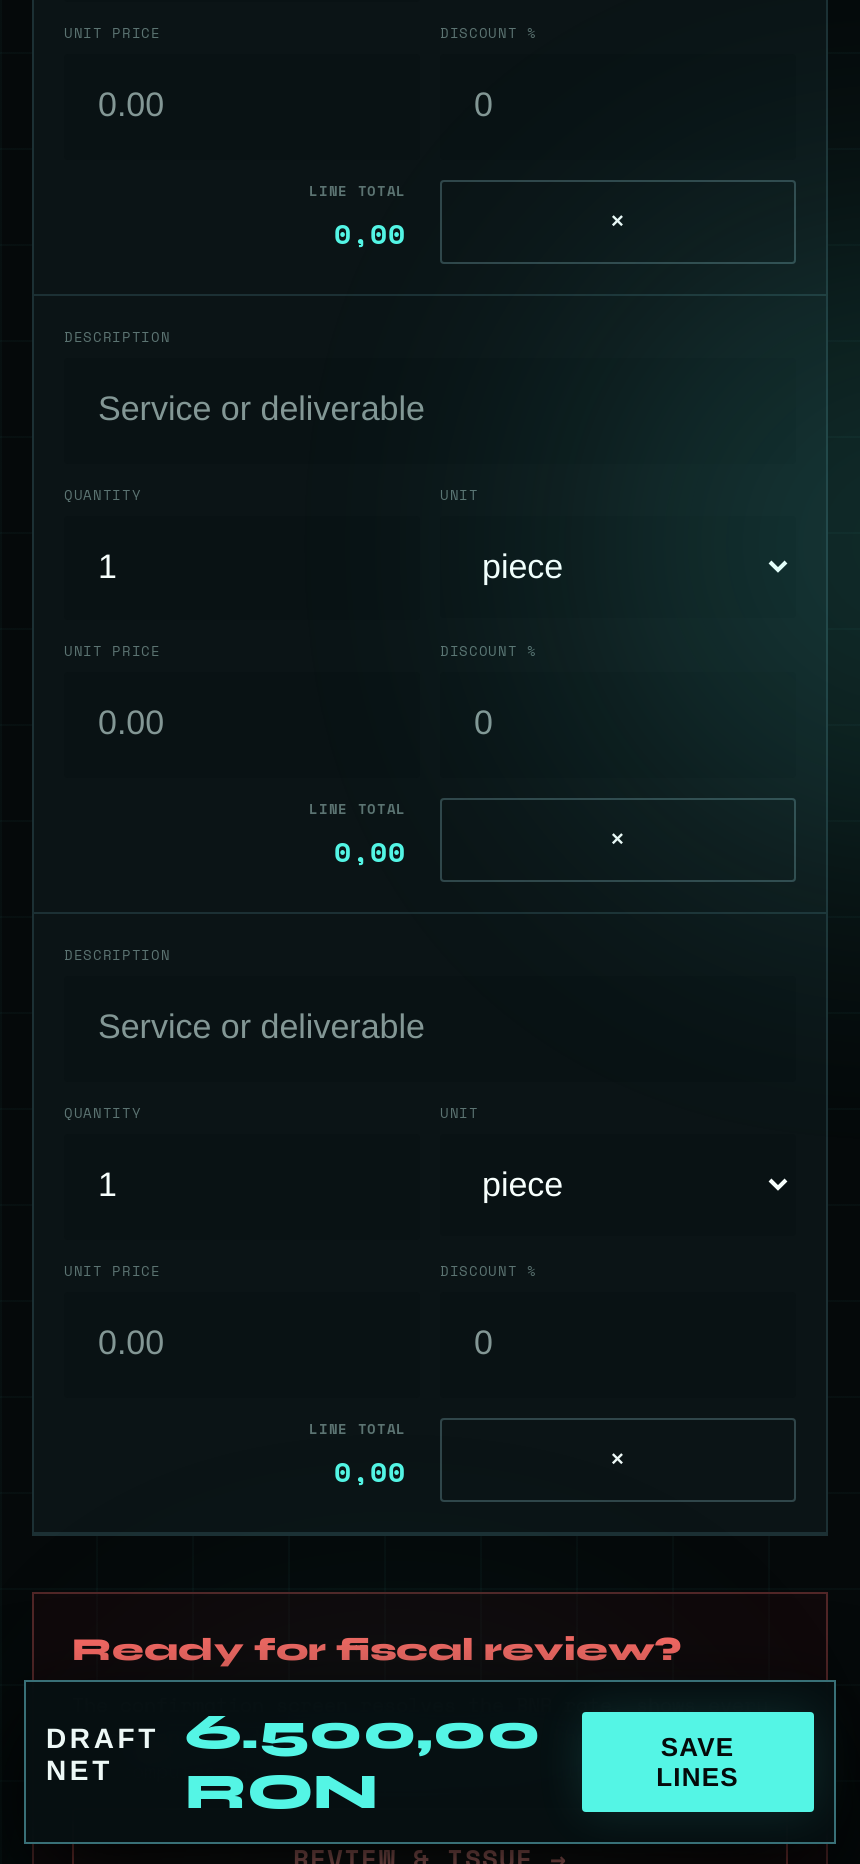 UNIT PRICE
DISCOUNT %
0.00
0
LINE TOTAL
0,00
×
DESCRIPTION
Service or deliverable
QUANTITY
UNIT
1
piece
UNIT PRICE
DISCOUNT %
0.00
0
LINE TOTAL
0,00
×
DESCRIPTION
Service or deliverable
QUANTITY
UNIT
1
piece
UNIT PRICE
DISCOUNT %
0.00
0
LINE TOTAL
0,00
×
Ready for fiscal review?
DRAFT
NET
6.500,00
RON
SAVE
LINES
REVIEW & ISSUE →